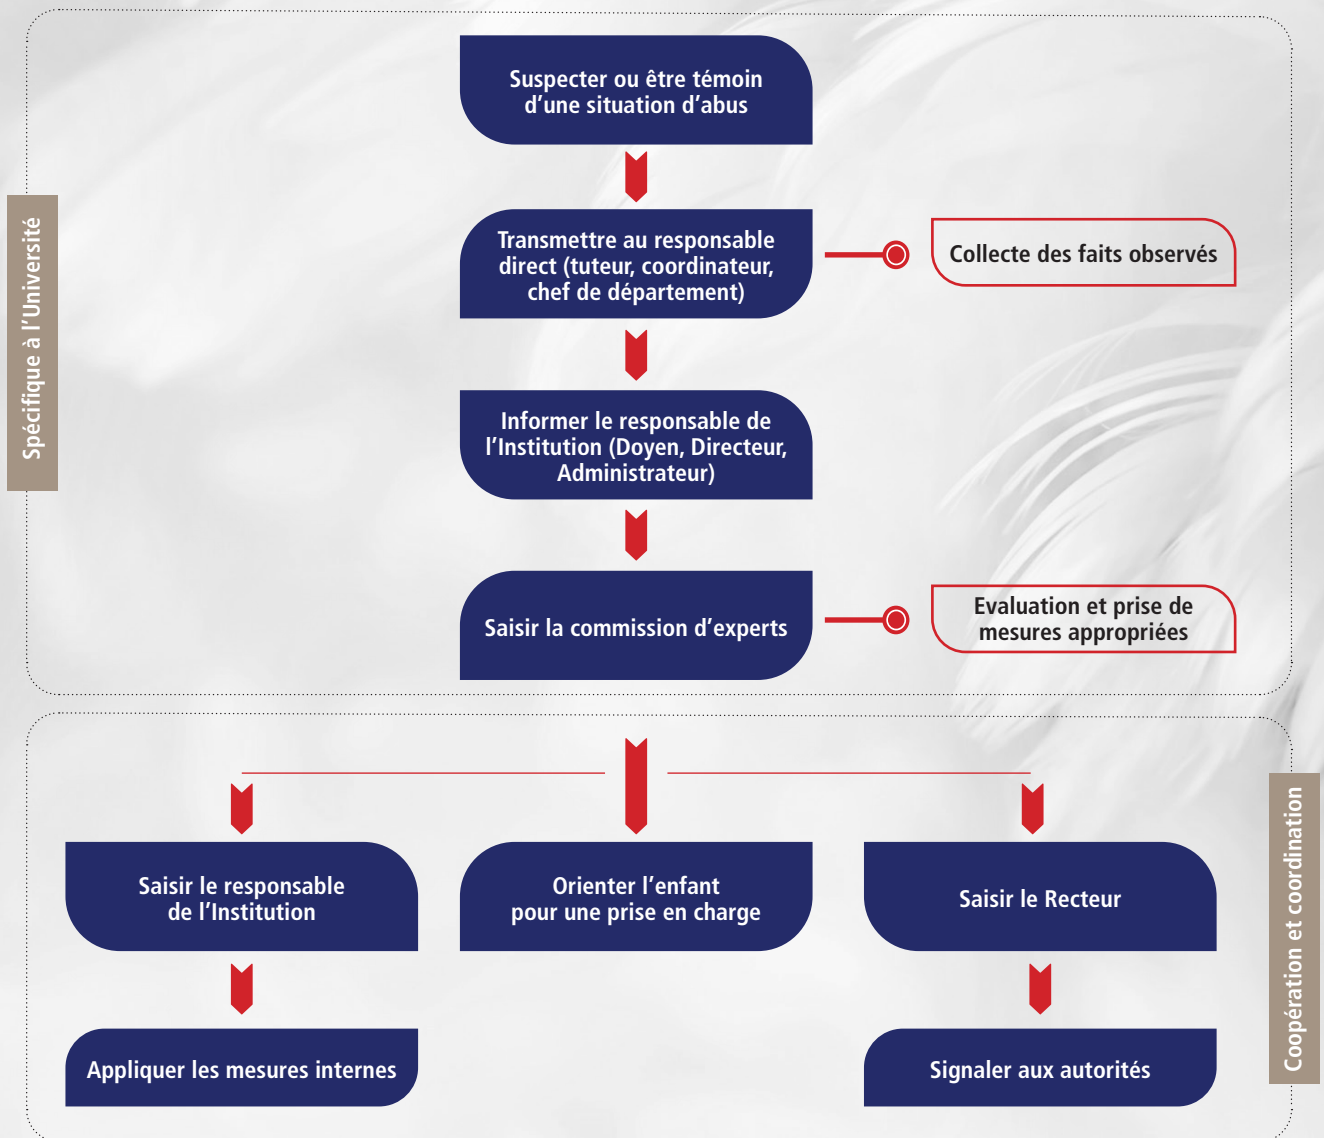 Suspecter ou être témoin
d'une situation d'abus
Spécifique à l'Université
Transmettre au responsable
direct (tuteur, coordinateur,
chef de département)
Collecte des faits observés
Informer le responsable de
l'Institution (Doyen, Directeur,
Administrateur)
Saisir la commission d'experts
Evaluation et prise de
mesures appropriées
Coopération et coordination
Saisir le responsable
de l'Institution
Orienter l'enfant
pour une prise en charge
Saisir le Recteur
Appliquer les mesures internes
Signaler aux autorités